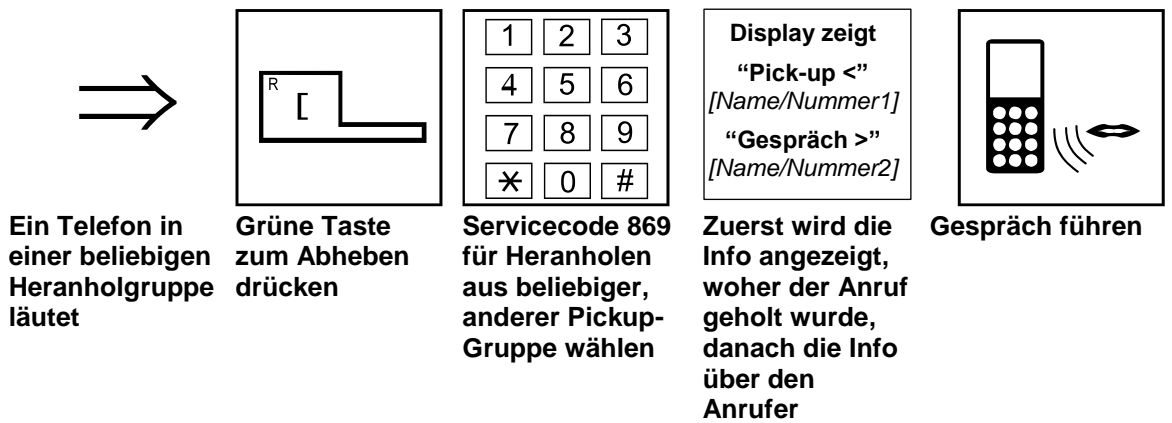 R
[
1 2 3
4 5 6
7 8 9
* 0 #
Display zeigt
“Pick-up <”
[Name/Nummer1]
“Gespräch >”
[Name/Nummer2]
Ein Telefon in
einer beliebigen
Heranholgruppe
läutet
Grüne Taste
zum Abheben
drücken
Servicecode 869
für Heranholen
aus beliebiger,
anderer Pickup-
Gruppe wählen
Zuerst wird die
Info angezeigt,
woher der Anruf
geholt wurde,
danach die Info
über den
Anrufer
Gespräch führen